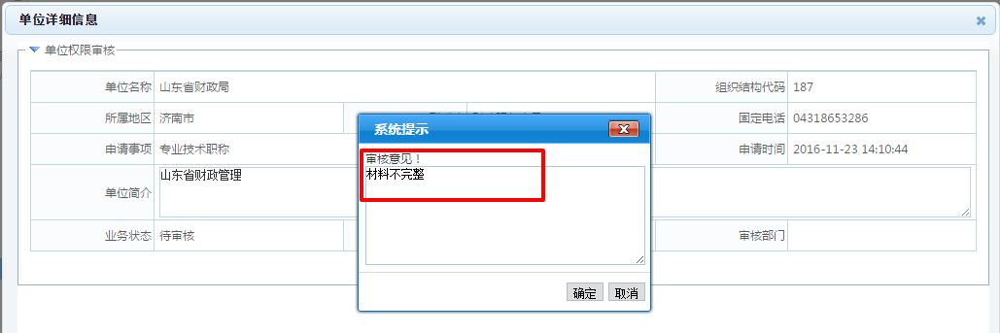 单位详细信息
单位权限审核
单位名称 山东省财政局 组织结构代码 187
所属地区 济南市 固定电话 04318653286
申请事项 专业技术职称 申请时间 2016-11-23 14:10:44
单位简介 山东省财政管理
业务状态 待审核 审核部门
系统提示
审核意见！
材料不完整
确定 取消